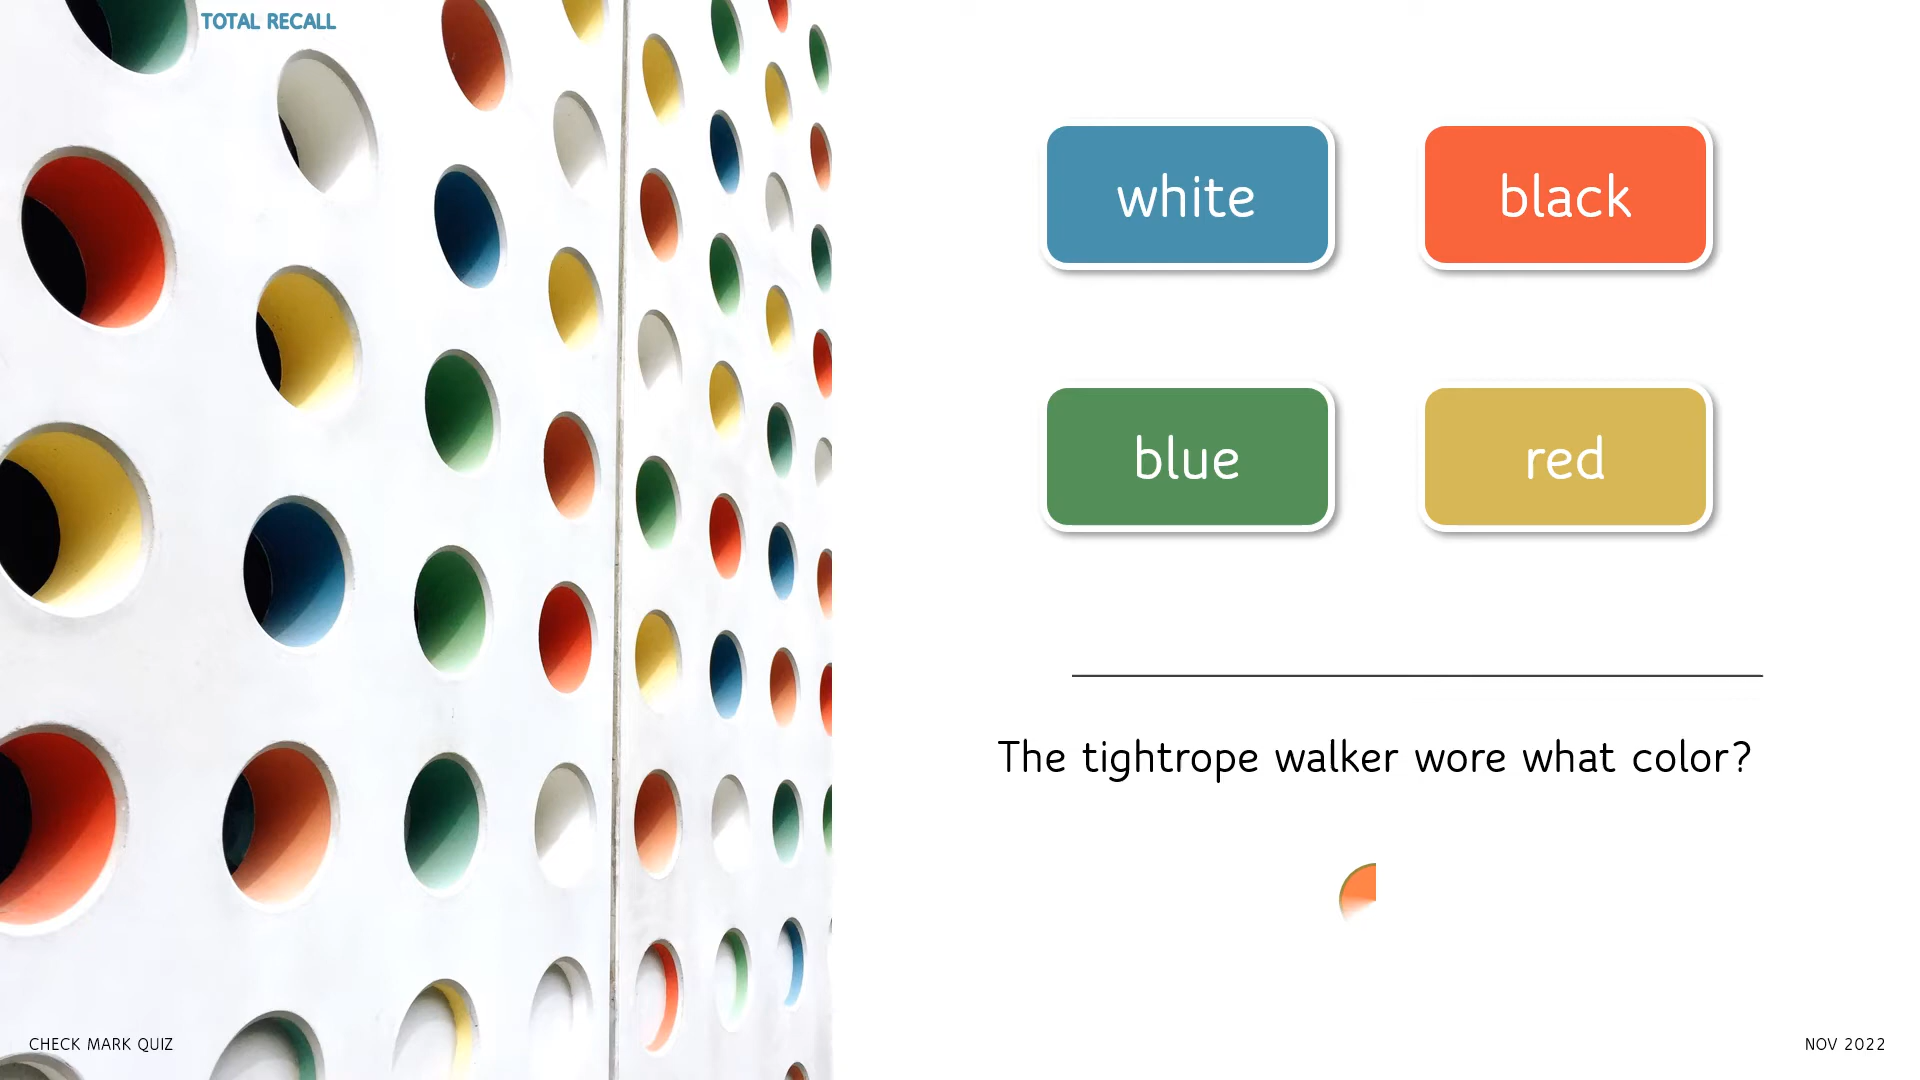 TOTAL RECALL
white
black
blue
red
The tightrope walker wore what color?
CHECK MARK QUIZ
NOV 2022